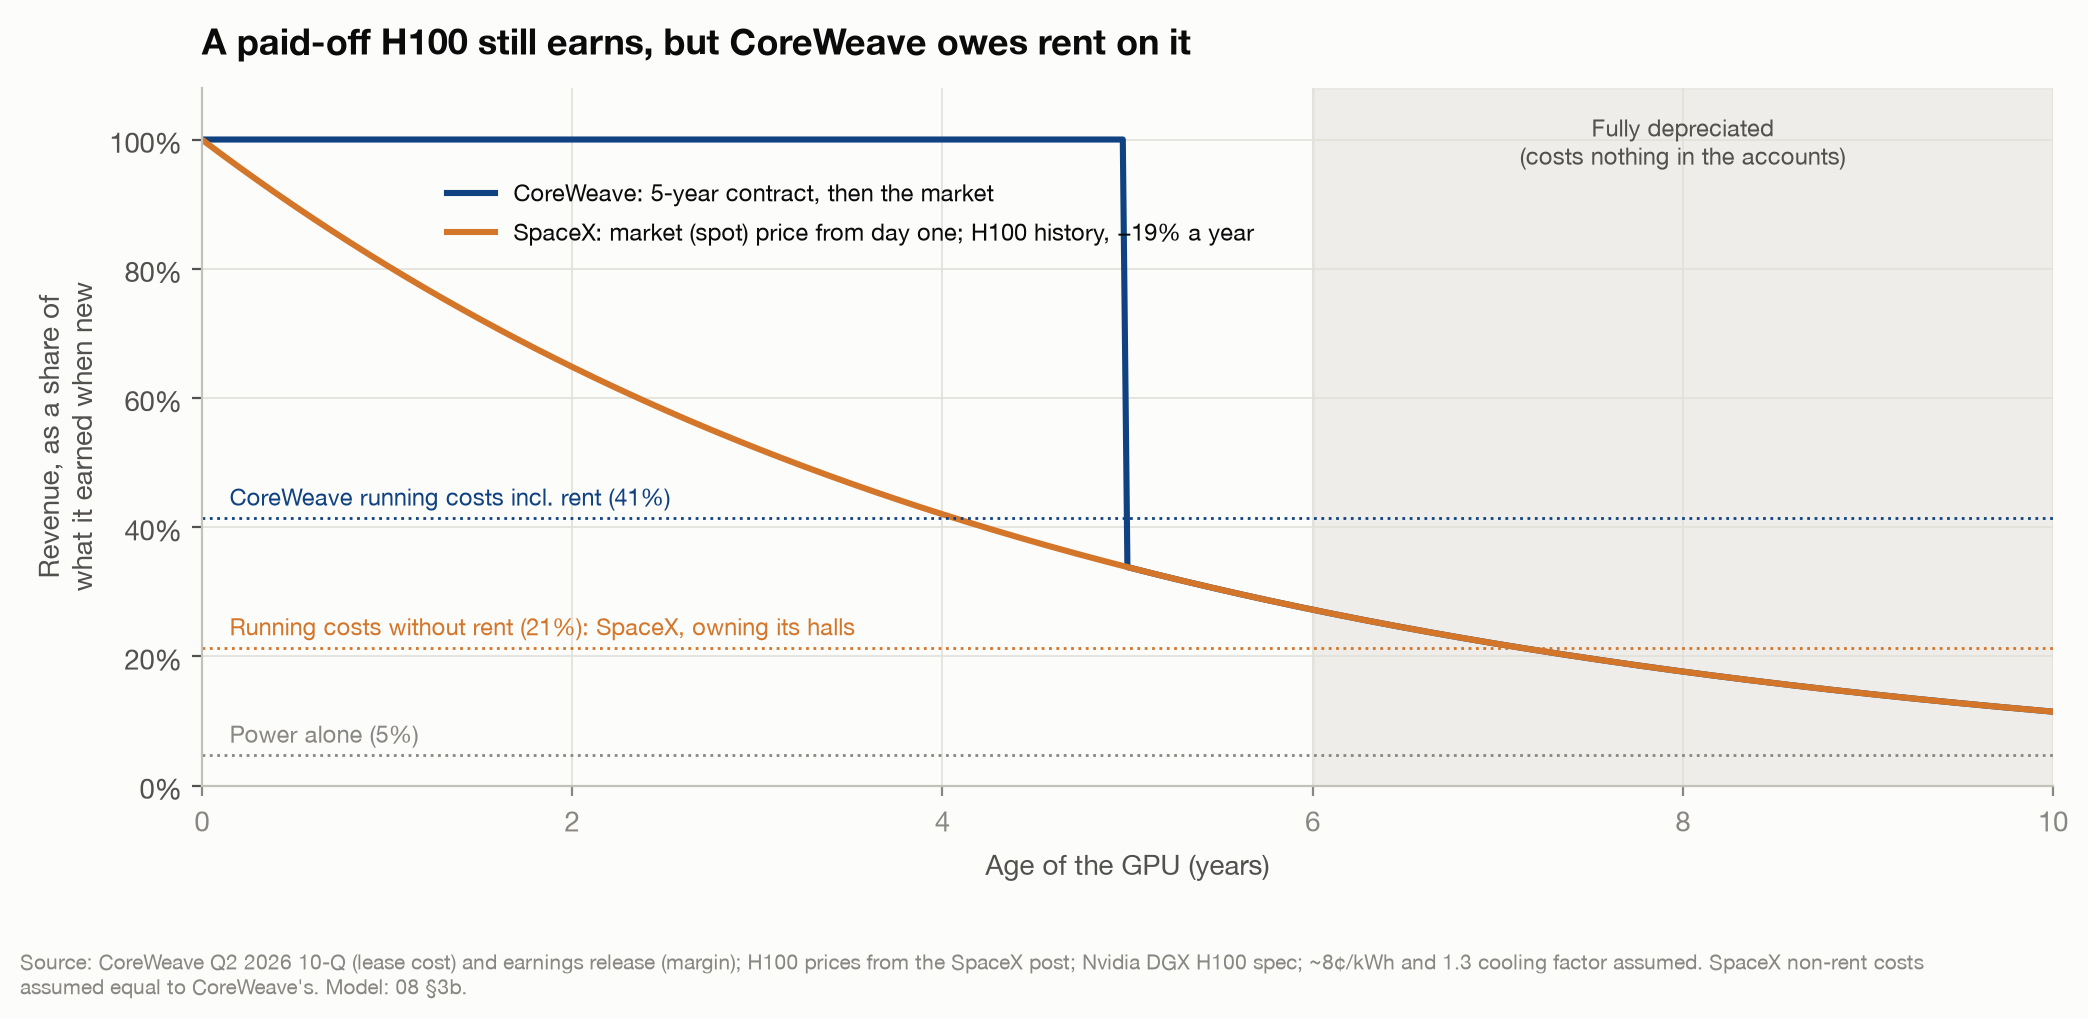 A paid-off H100 still earns, but CoreWeave owes rent on it
Fully depreciated
(costs nothing in the accounts)
CoreWeave: 5-year contract, then the market
SpaceX: market (spot) price from day one; H100 history, −19% a year
Revenue, as a share of
what it earned when new
100%
80%
60%
40%
20%
0%
CoreWeave running costs incl. rent (41%)
Running costs without rent (21%): SpaceX, owning its halls
Power alone (5%)
0
2
4
6
8
10
Age of the GPU (years)
Source: CoreWeave Q2 2026 10-Q (lease cost) and earnings release (margin); H100 prices from the SpaceX post; Nvidia DGX H100 spec; ~8¢/kWh and 1.3 cooling factor assumed. SpaceX non-rent costs
assumed equal to CoreWeave's. Model: 08 §3b.